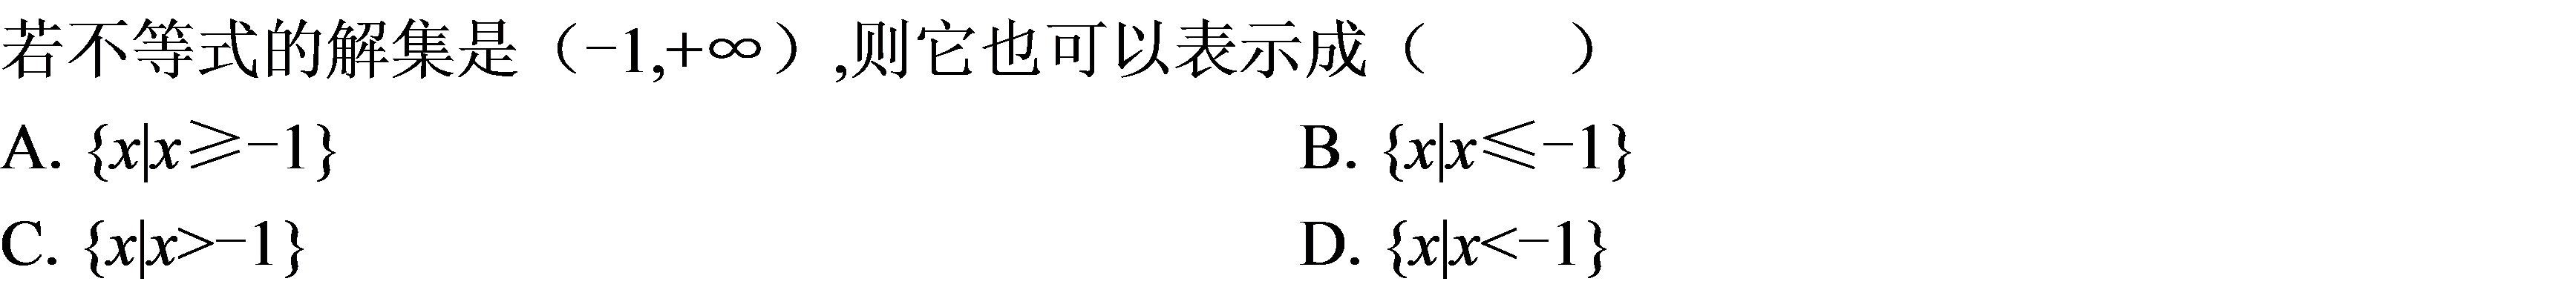 若不等式的解集是（-1,+∞）,则它也可以表示成（　　）
A. {x|x⩾-1}　　B. {x|x⩽-1}
C. {x|x>-1}　　D. {x|x<-1}